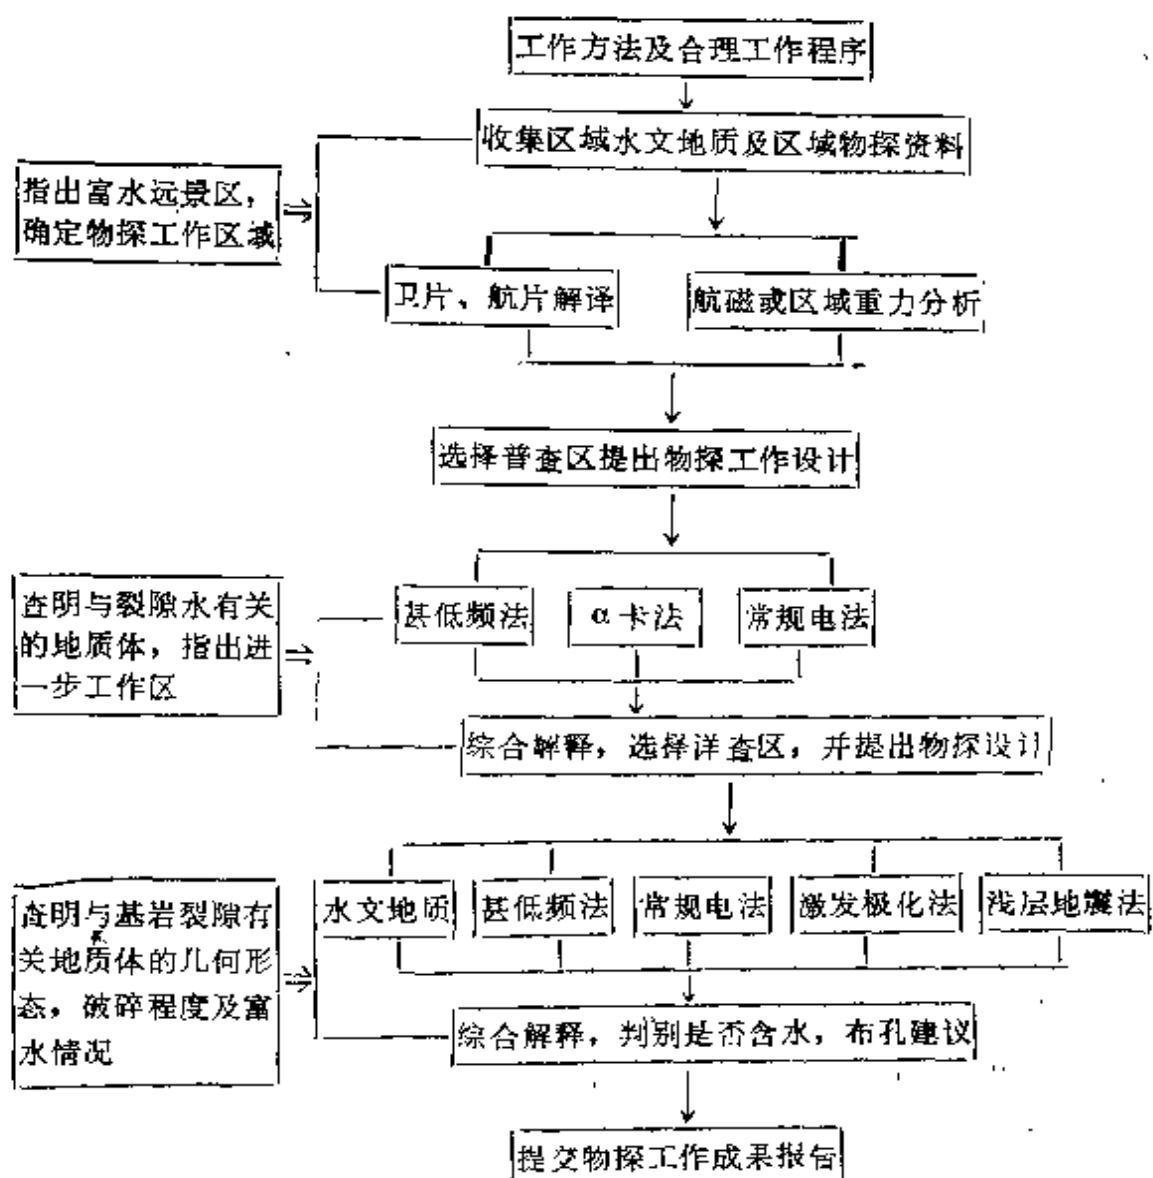 工作方法及合理工作程序
收集区域水文地质及区域物探资料
指出富水远景区，
确定物探工作区域
卫片、航片解译
航磁或区域重力分析
选择普查区提出物探工作设计
查明与裂隙水有关
的地质体，指出进
一步工作区
甚低频法
α卡法
常规电法
综合解释，选择洋查区，并提出物探设计
查明与基岩裂隙有
关地质体的几何形
态，破碎程度及富
水情况
水文地质
甚低频法
常规电法
激发极化法
浅层地震法
综合解释，判别是否含水，布孔建议
提交物探工作成果报告